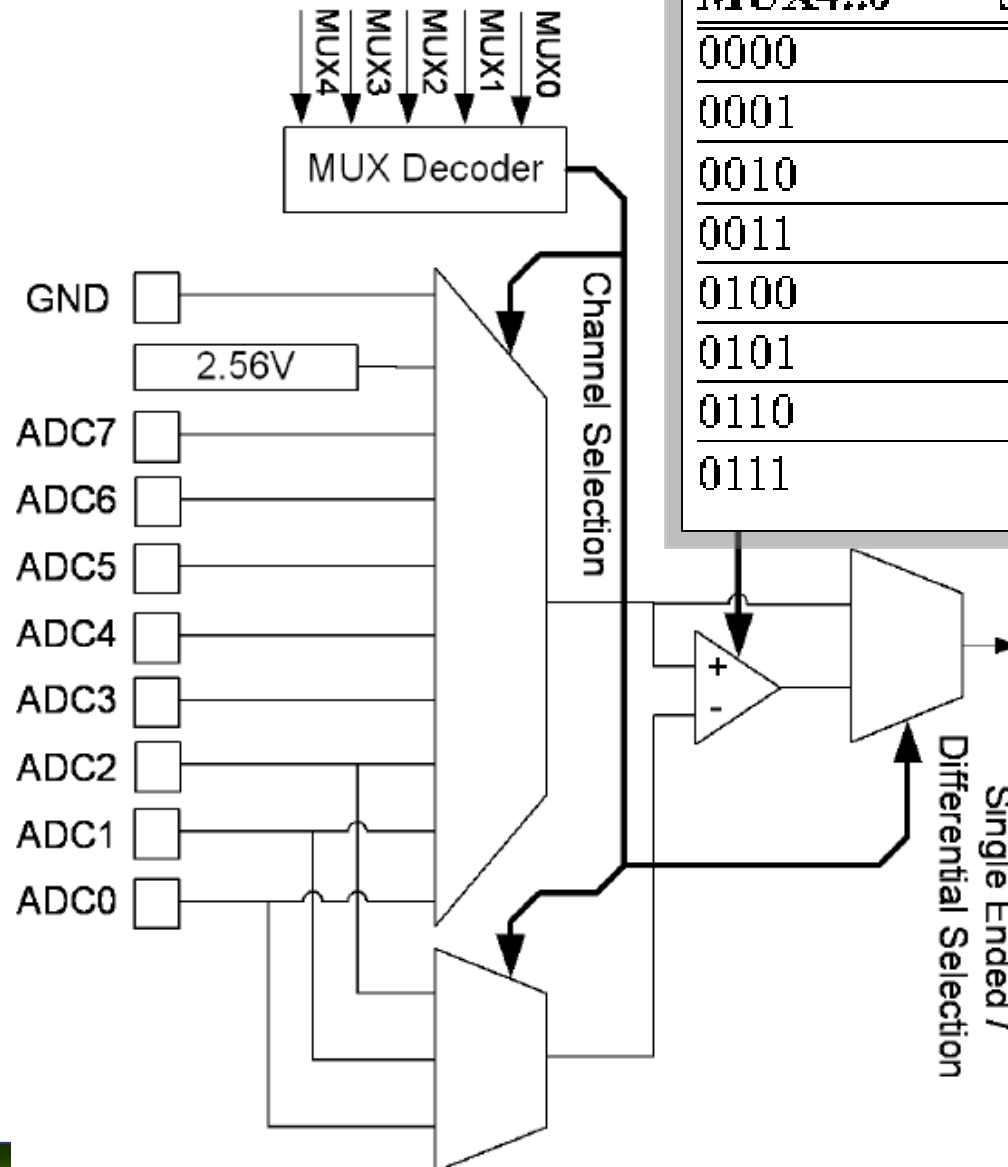 MUX4
MUX3
MUX2
MUX1
MUX0
MUX Decoder
0000
0001
0010
0011
0100
0101
0110
0111
Channel Selection
GND
2.56V
ADC7
ADC6
ADC5
ADC4
ADC3
ADC2
ADC1
ADC0
+
-
Single Ended /
Differential Selection